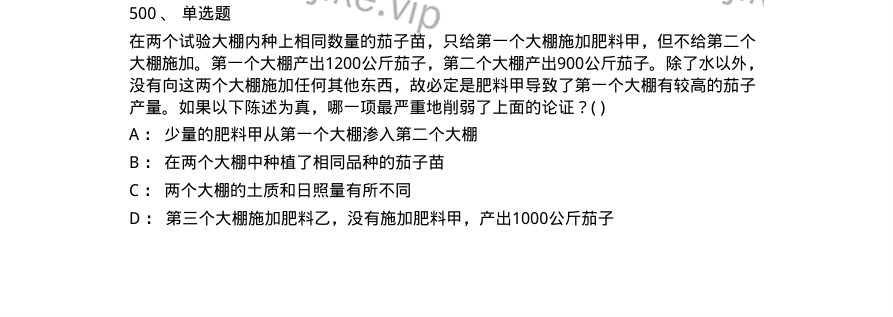 ke.vip
500 、 单选题
在两个试验大棚内种上相同数量的茄子苗，只给第一个大棚施加肥料甲，但不给第二个
大棚施加。第一个大棚产出1200公斤茄子，第二个大棚产出900公斤茄子。除了水以外，
没有向这两个大棚施加任何其他东西，故必定是肥料甲导致了第一个大棚有较高的茄子
产量。如果以下陈述为真，哪一项最严重地削弱了上面的论证？( )
A ： 少量的肥料甲从第一个大棚渗入第二个大棚
B ： 在两个大棚中种植了相同品种的茄子苗
C ： 两个大棚的土质和日照量有所不同
D ： 第三个大棚施加肥料乙，没有施加肥料甲，产出1000公斤茄子